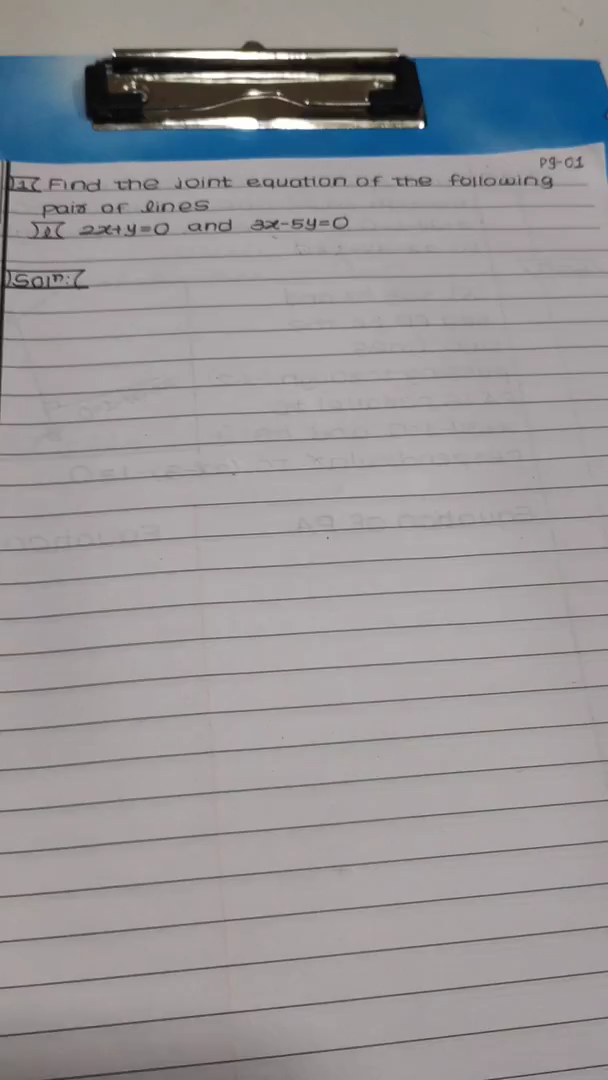 Pg-01
1] Find the joint equation of the following
pair of lines
1] 2x+y=0 and 3x-5y=0
Solⁿ: